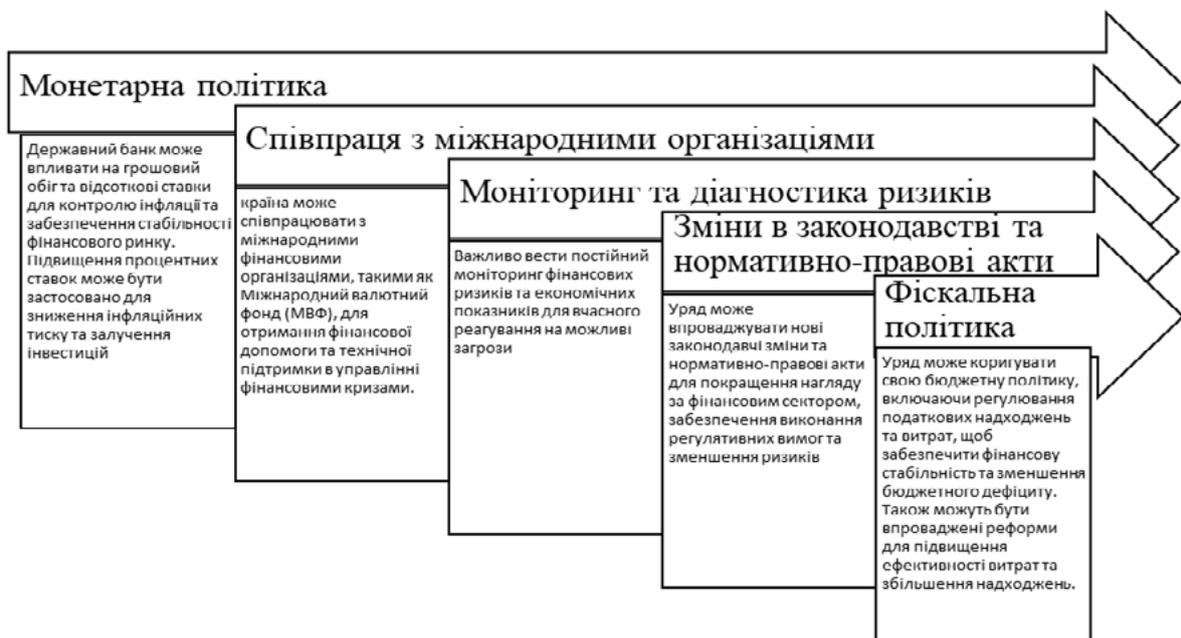 Монетарна політика
Державний банк може
впливати на грошовий
обіг та відсоткові ставки
для контролю інфляції та
забезпечення стабільності
фінансового ринку.
Підвищення процентних
ставок може бути
застосовано для
зниження інфляційних
тиску та залучення
інвестицій
Співпраця з міжнародними організаціями
країна може
співпрацювати з
міжнародними
фінансовими
організаціями, такими як
Міжнародний валютний
фонд (МВФ), для
отримання фінансової
допомоги та технічної
підтримки в управлінні
фінансовими кризами.
Моніторинг та діагностика ризиків
Важливо вести постійний
моніторинг фінансових
ризиків та економічних
показників для вчасного
реагування на можливі
загрози
Зміни в законодавстві та
нормативно-правові акти
Уряд може
впроваджувати нові
законодавчі зміни та
нормативно-правові акти
для покращення нагляду
за фінансовим сектором,
забезпечення виконання
регулятивних вимог та
зменшення ризиків
Фіскальна
політика
Уряд може коригувати
свою бюджетну політику,
включаючи регулювання
податкових надходжень
та витрат, щоб
забезпечити фінансову
стабільність та зменшення
бюджетного дефіциту.
Також можуть бути
впроваджені реформи
для підвищення
ефективності витрат та
збільшення надходжень.